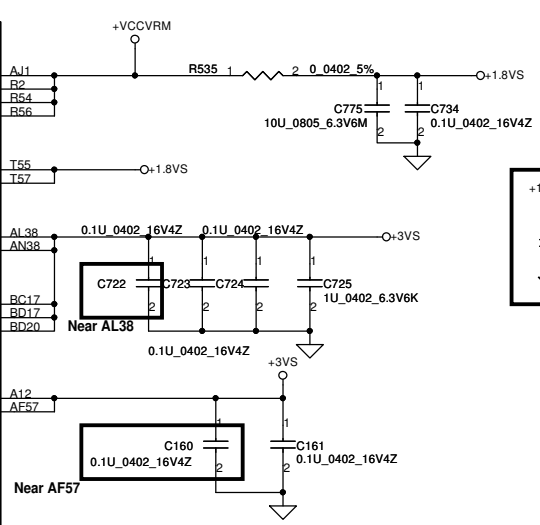 +VCCVRM
AJ1
R2
R54
R56
R535 1 2 0_0402_5%
+1.8VS
1 1
C775 C734
10U_0805_6.3V6M 0.1U_0402_16V4Z
2 2
T55
T57
+1.8VS
+1
AL38
AN38
0.1U_0402_16V4Z 0.1U_0402_16V4Z
+3VS
1 1 1 1
C722 C723 C724 C725
1U_0402_6.3V6K
2 2 2 2
BC17
BD17
BD20
Near AL38
0.1U_0402_16V4Z
+3VS
A12
AF57
1 1
C160 C161
0.1U_0402_16V4Z 0.1U_0402_16V4Z
2 2
Near AF57